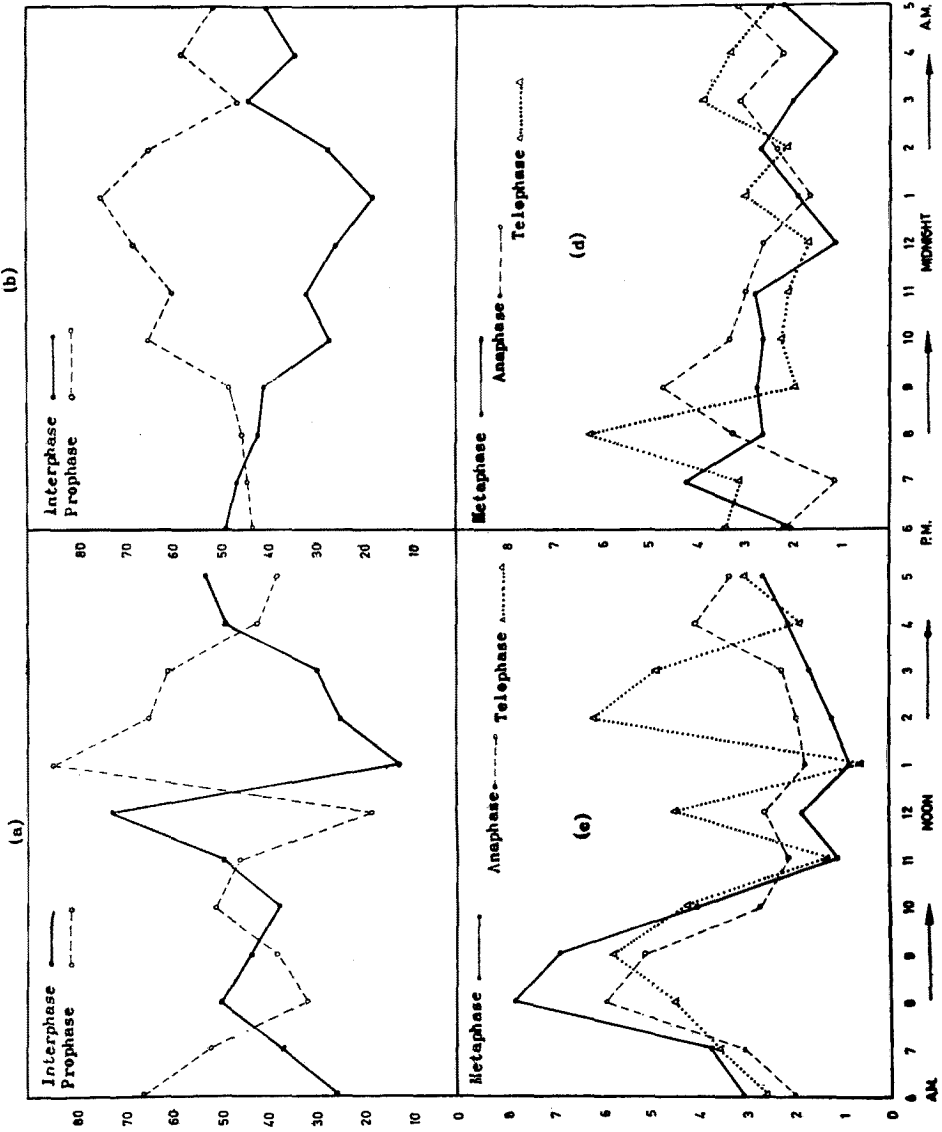 (a)
(b)
Interphase
Prophase
80
70
60
50
40
30
20
10
0
Interphase
Prophase
80
70
60
50
40
30
20
10
Metaphase
Anaphase
Telophase
(c)
8
7
6
5
4
3
2
1
0
Metaphase
Anaphase
Telophase
(d)
8
7
6
5
4
3
2
1
6 7 8 9 10 11 12 1 2 3 4 5 6 7 8 9 10 11 12 1 2 3 4 5
A.M. NOON P.M. MIDNIGHT A.M.